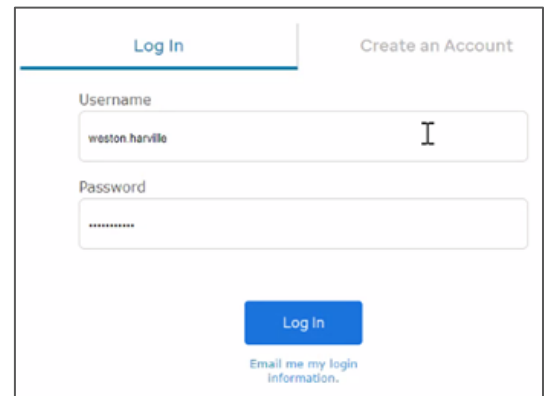 Log In
Create an Account
Username
weston.harville
Password
•••••••••••
Log In
Email me my login
information.